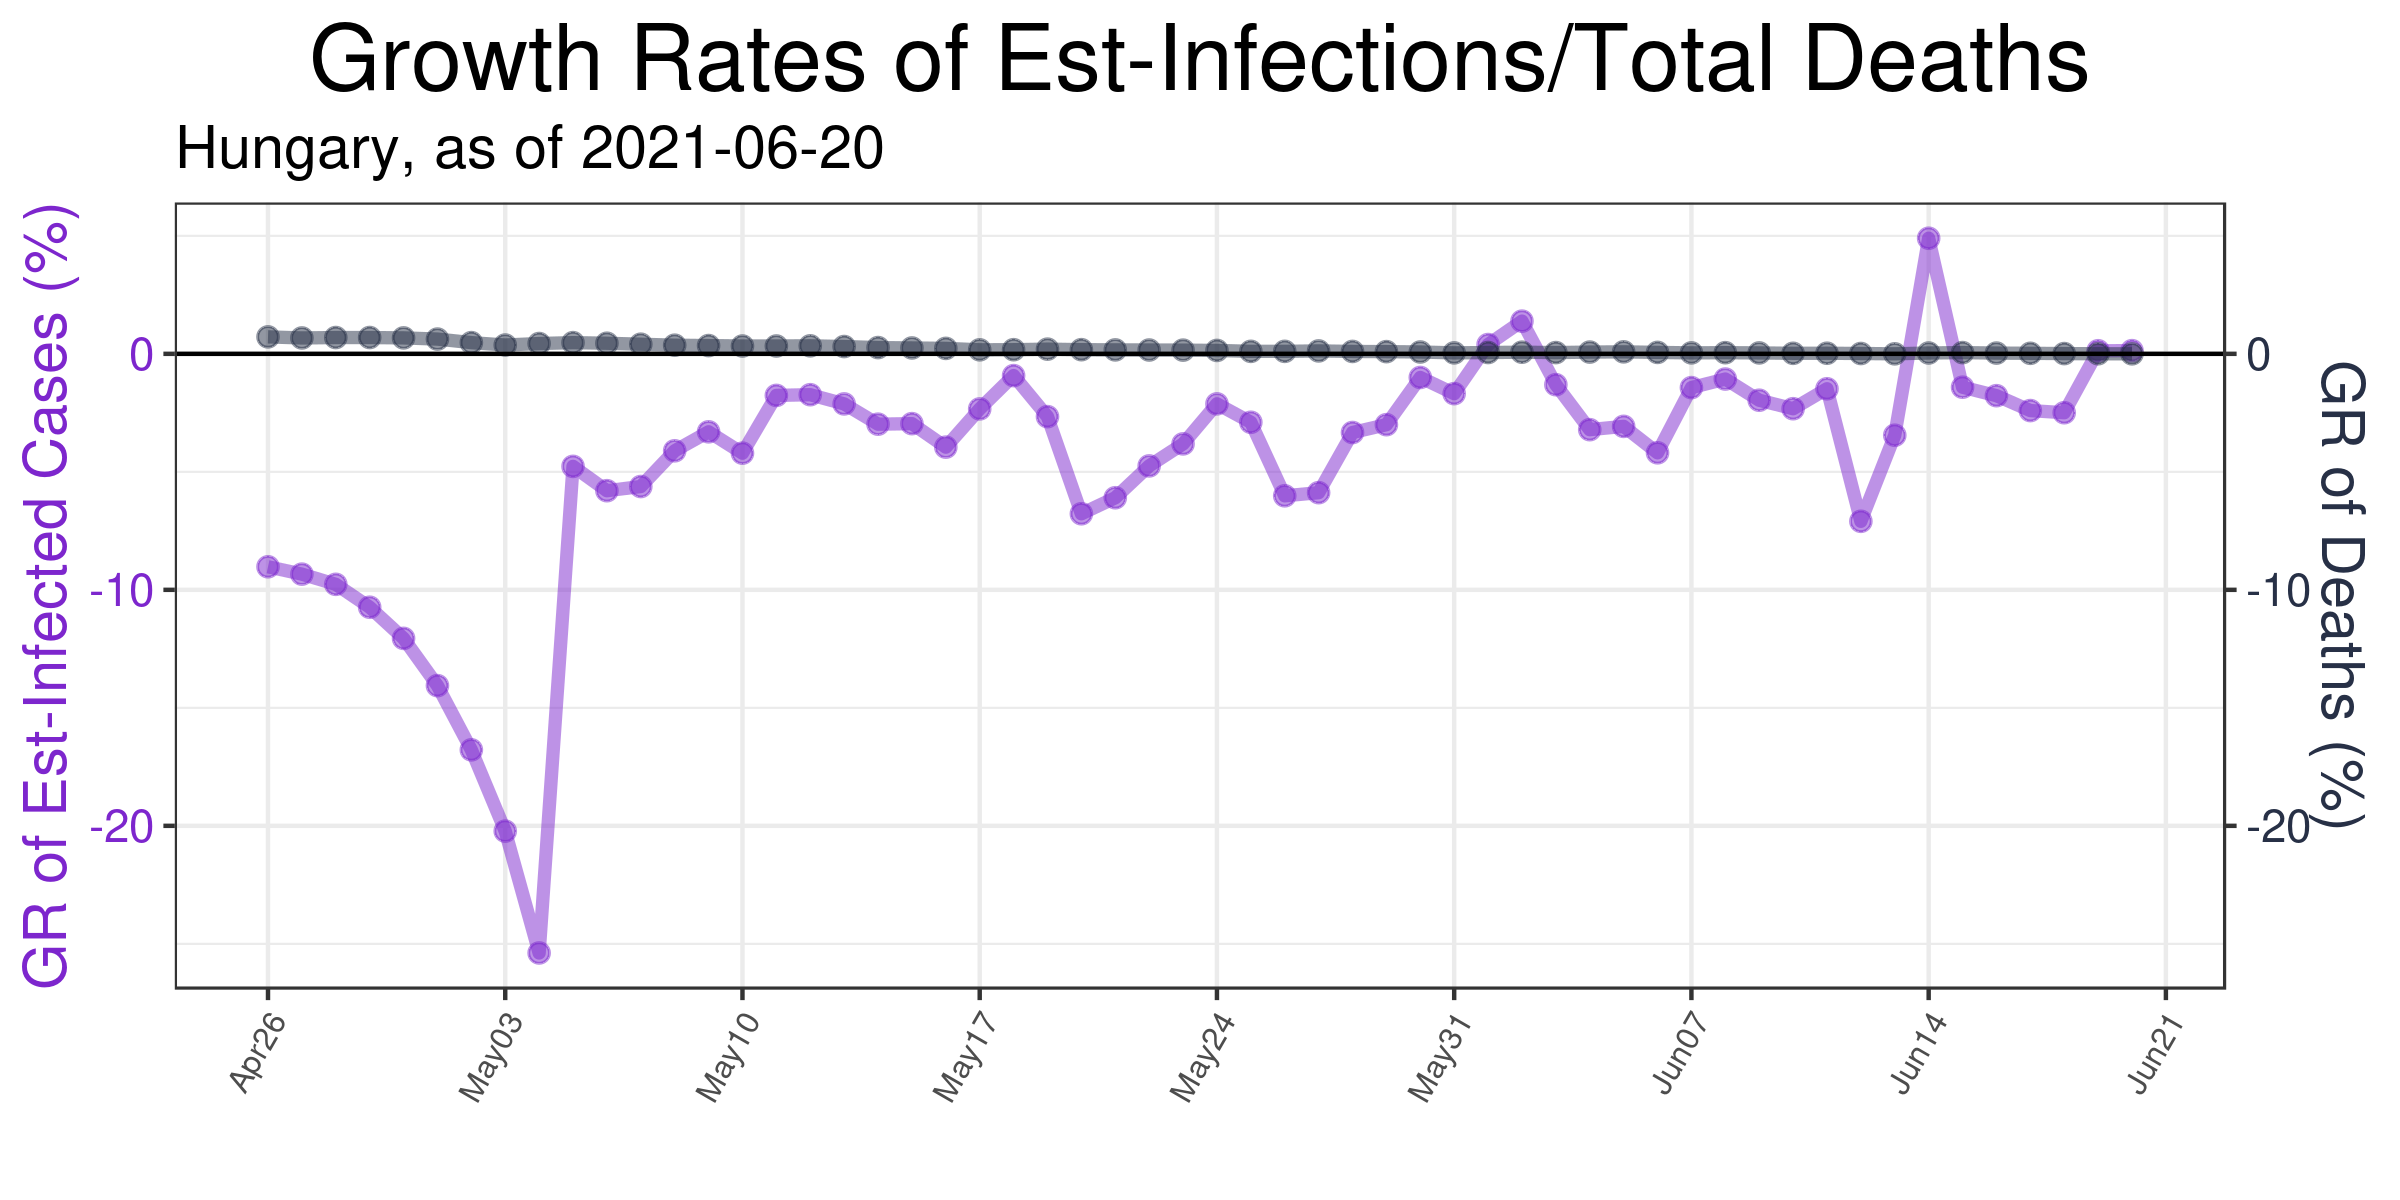 Growth Rates of Est-Infections/Total Deaths
Hungary, as of 2021-06-20
GR of Est-Infected Cases (%)
0
-10
-20
0
-10
-20
GR of Deaths (%)
Apr26
May03
May10
May17
May24
May31
Jun07
Jun14
Jun21